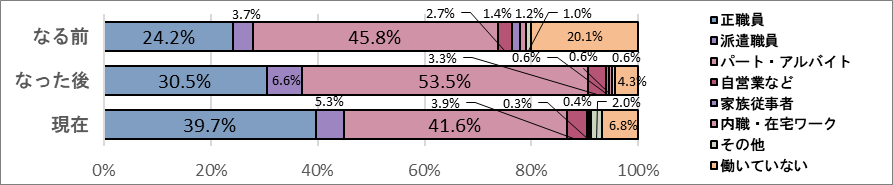 3.7% 2.7% 1.4% 1.2% 1.0%
なる前 24.2% 45.8% 20.1%
3.3% 0.6% 0.6% 0.6%
なった後 30.5% 6.6% 53.5% 4.3%
5.3% 3.9% 0.3% 0.4% 2.0%
現在 39.7% 41.6% 6.8%
0% 20% 40% 60% 80% 100%
正職員
派遣職員
パート・アルバイト
自営業など
家族従事者
内職・在宅ワーク
その他
働いていない